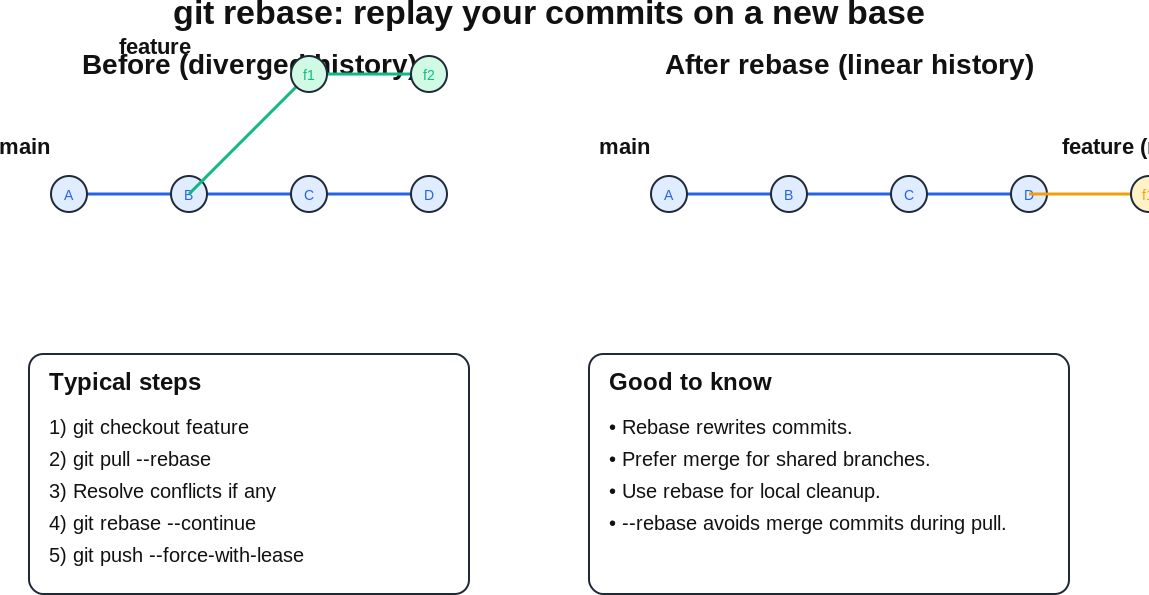 git rebase: replay your commits on a new base
feature
Before (diverged history)
f1
f2
main
A
B
C
D
After rebase (linear history)
main
feature (
A
B
C
D
f1
Typical steps
1) git checkout feature
2) git pull --rebase
3) Resolve conflicts if any
4) git rebase --continue
5) git push --force-with-lease
Good to know
• Rebase rewrites commits.
• Prefer merge for shared branches.
• Use rebase for local cleanup.
• --rebase avoids merge commits during pull.